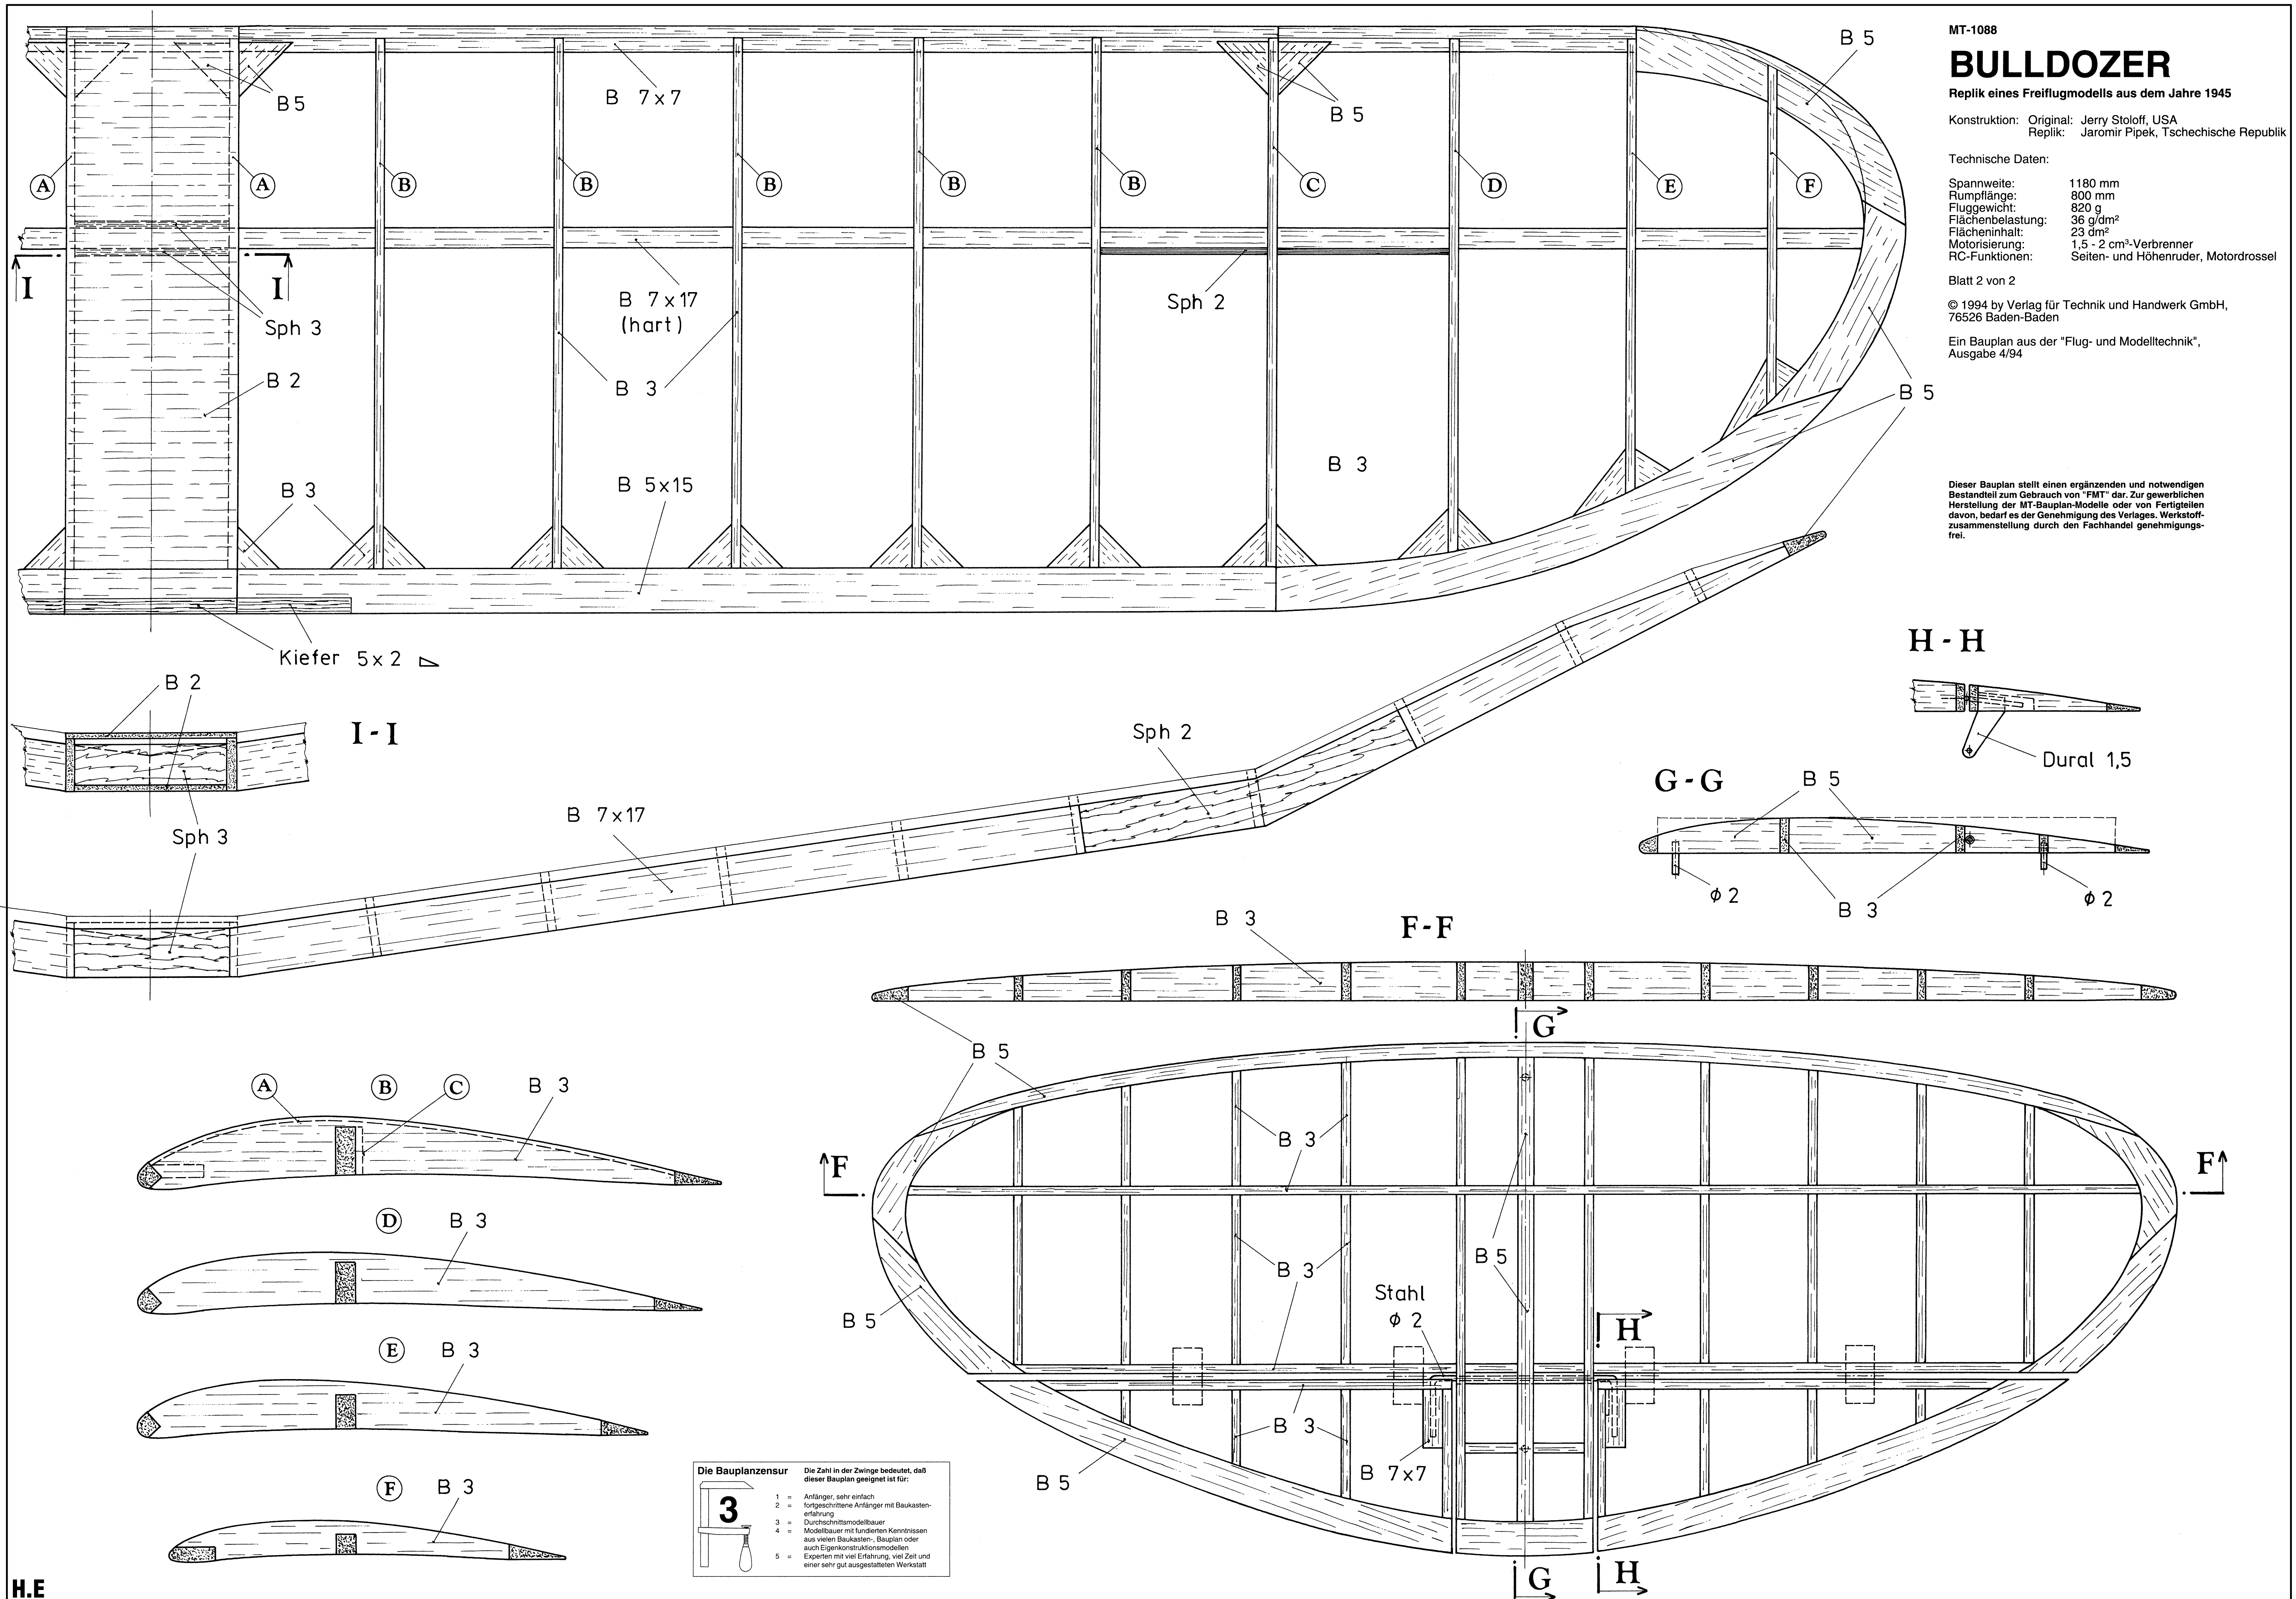 MT-1088
BULLDOZER
Replik eines Freiflugmodells aus dem Jahre 1945
Konstruktion: Original: Jerry Stoloff, USA
Replik: Jaromir Pipek, Tschechische Republik
Technische Daten:
Spannweite: 1180 mm
Rumpflänge: 800 mm
Fluggewicht: 820 g
Flächenbelastung: 36 g/dm²
Flächeninhalt: 23 dm²
Motorisierung: 1,5 - 2 cm³-Verbrenner
RC-Funktionen: Seiten- und Höhenruder, Motordrossel
Blatt 2 von 2
© 1994 by Verlag für Technik und Handwerk GmbH,
76526 Baden-Baden
Ein Bauplan aus der "Flug- und Modelltechnik",
Ausgabe 4/94
Dieser Bauplan stellt einen ergänzenden und notwendigen
Bestandteil zum Gebrauch von "FMT" dar. Zur gewerblichen
Herstellung der MT-Bauplan-Modelle oder von Fertigteilen
davon, bedarf es der Genehmigung des Verlages. Werkstoff-
zusammenstellung durch den Fachhandel genehmigungs-
frei.
B 5
B 5
B 7x7
B 5
A
A
B
B
B
B
B
C
D
E
F
I
I
Sph 3
B 7x17
(hart)
Sph 2
B 2
B 3
B 5
B 3
B 5x15
B 3
Kiefer 5x2
B 2
I - I
Sph 3
B 7x17
Sph 2
H - H
Dural 1,5
G - G
B 5
ϕ 2
B 3
ϕ 2
B 3
F - F
G
B 5
A
B
C
B 3
D
B 3
E
B 3
F
B 3
F
B 3
F
B 3
B 5
B 5
Stahl
ϕ 2
H
B 3
B 5
B 7x7
G
H
Die Bauplanzensur
3
Die Zahl in der Zwinge bedeutet, daß
dieser Bauplan geeignet ist für:
1 = Anfänger, sehr einfach
2 = fortgeschrittene Anfänger mit Baukasten-
erfahrung
3 = Durchschnittsmodellbauer
4 = Modellbauer mit fundierten Kenntnissen
aus vielen Baukasten-, Bauplan oder
auch Eigenkonstruktionsmodellen
5 = Experten mit viel Erfahrung, viel Zeit und
einer sehr gut ausgestatteten Werkstatt
H.E